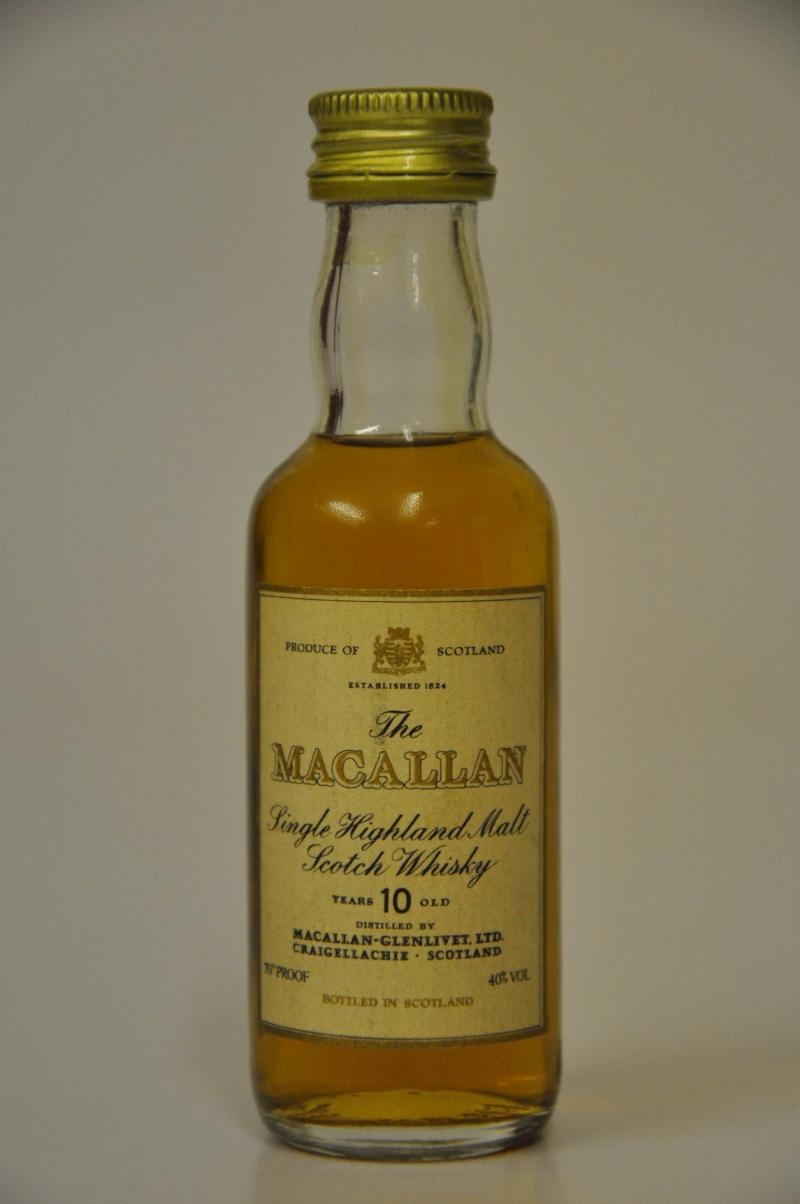 PRODUCE OF SCOTLAND
ESTABLISHED 1824
The
MACALLAN
Single Highland Malt
Scotch Whisky
YEARS 10 OLD
DISTILLED BY
MACALLAN-GLENLIVET, LTD.
CRAIGELLACHIE · SCOTLAND
70° PROOF 40% VOL
BOTTLED IN SCOTLAND